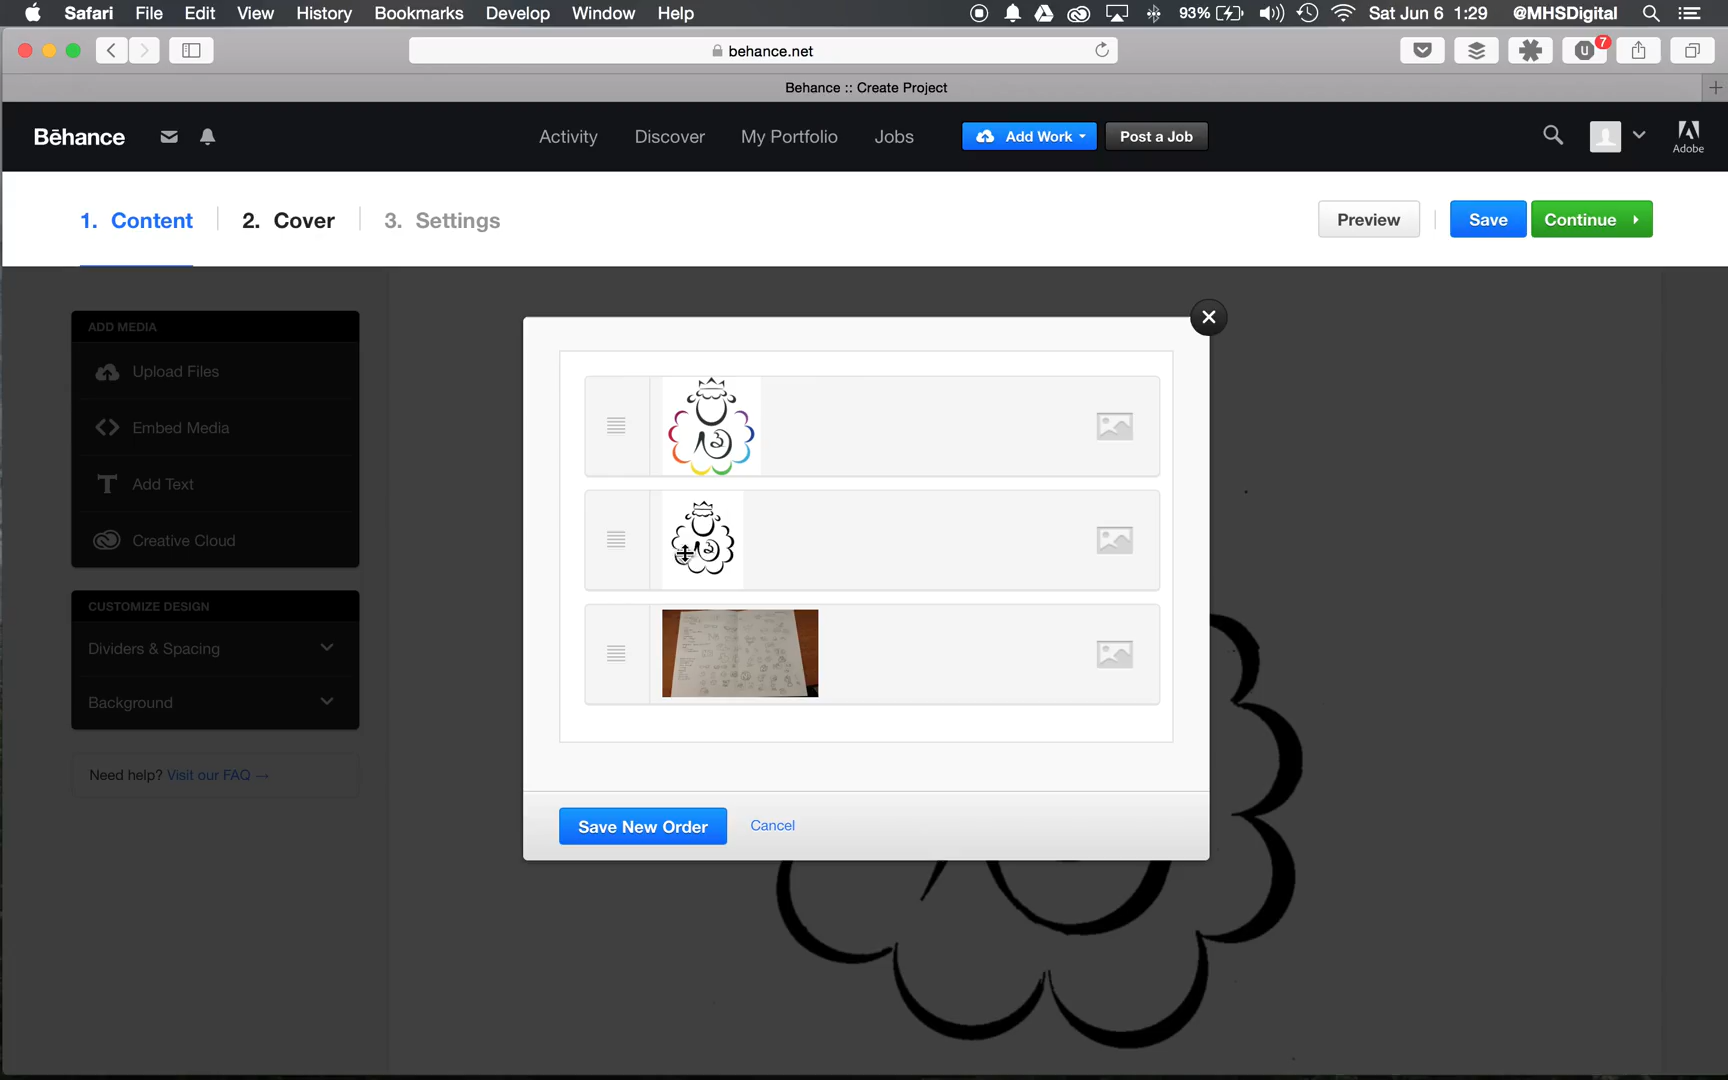 Safari File Edit View History Bookmarks Develop Window Help 93% Sat Jun 6 1:29 @MHSDigital
behance.net
U 7
Behance :: Create Project
Bēhance Activity Discover My Portfolio Jobs Add Work Post a Job Adobe
1. Content 2. Cover 3. Settings Preview Save Continue
ADD MEDIA
Upload Files
Embed Media
Add Text
Creative Cloud
CUSTOMIZE DESIGN
Dividers & Spacing
Background
Need help? Visit our FAQ →
Save New Order Cancel